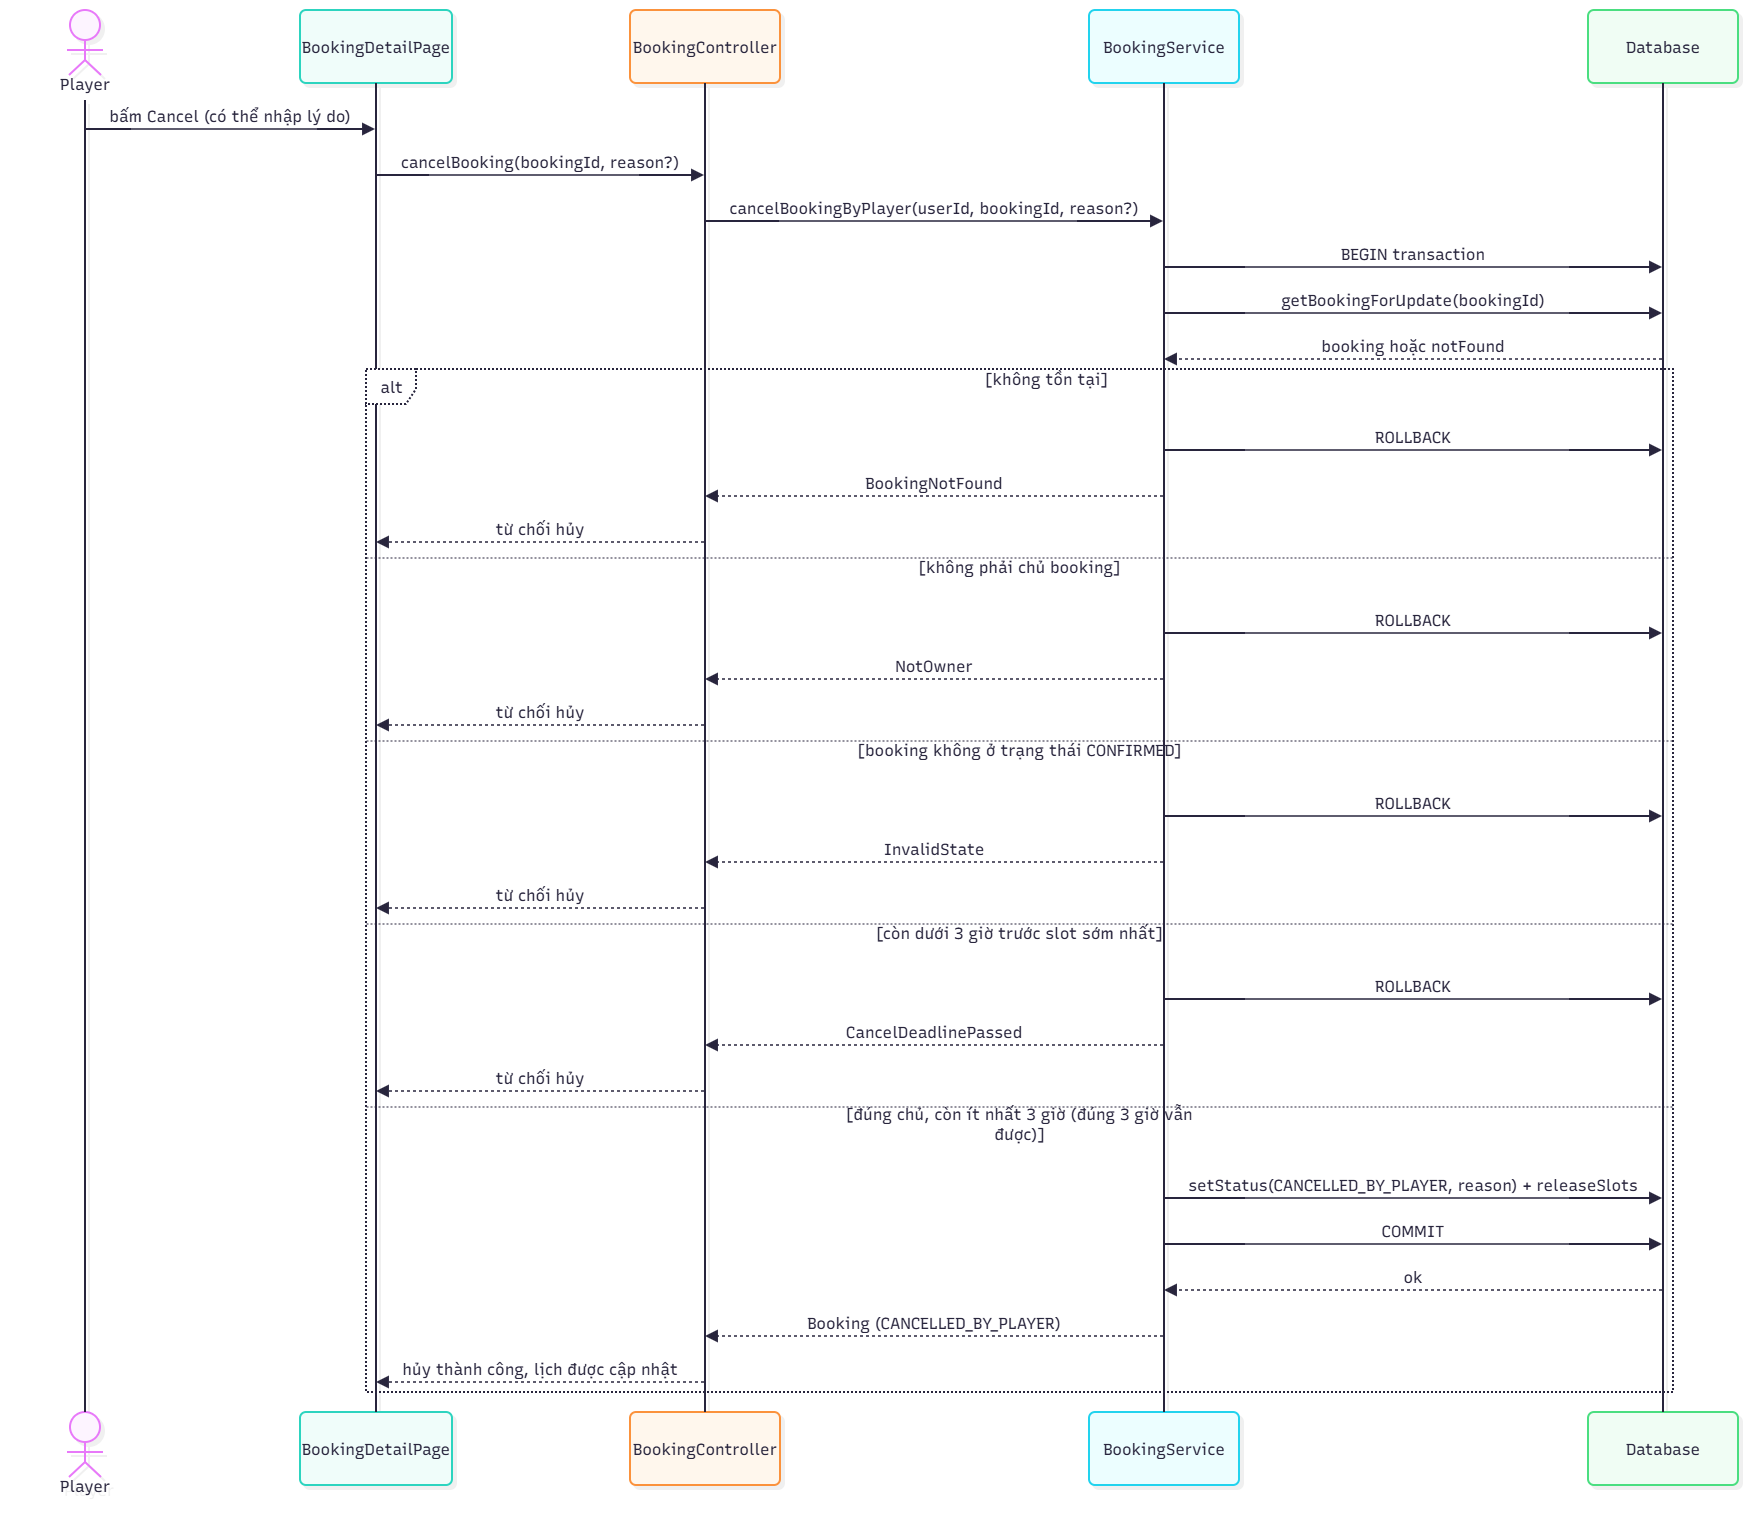 Player
BookingDetailPage
BookingController
BookingService
Database
bấm Cancel (có thể nhập lý do)
cancelBooking(bookingId, reason?)
cancelBookingByPlayer(userId, bookingId, reason?)
BEGIN transaction
getBookingForUpdate(bookingId)
booking hoặc notFound
alt
[không tồn tại]
ROLLBACK
BookingNotFound
từ chối hủy
[không phải chủ booking]
ROLLBACK
NotOwner
từ chối hủy
[booking không ở trạng thái CONFIRMED]
ROLLBACK
InvalidState
từ chối hủy
[còn dưới 3 giờ trước slot sớm nhất]
ROLLBACK
CancelDeadlinePassed
từ chối hủy
[đúng chủ, còn ít nhất 3 giờ (đúng 3 giờ vẫn
được)]
setStatus(CANCELLED_BY_PLAYER, reason) + releaseSlots
COMMIT
ok
Booking (CANCELLED_BY_PLAYER)
hủy thành công, lịch được cập nhật
Player
BookingDetailPage
BookingController
BookingService
Database